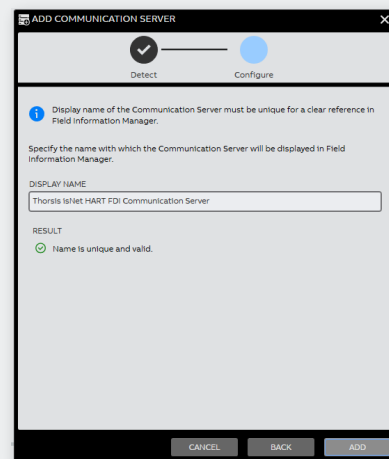 ADD COMMUNICATION SERVER
Detect
Configure
Display name of the Communication Server must be unique for a clear reference in
Field Information Manager.
Specify the name with which the Communication Server will be displayed in Field
Information Manager.
DISPLAY NAME
Thorsis isNet HART FDI Communication Server
RESULT
Name is unique and valid.
CANCEL
BACK
ADD